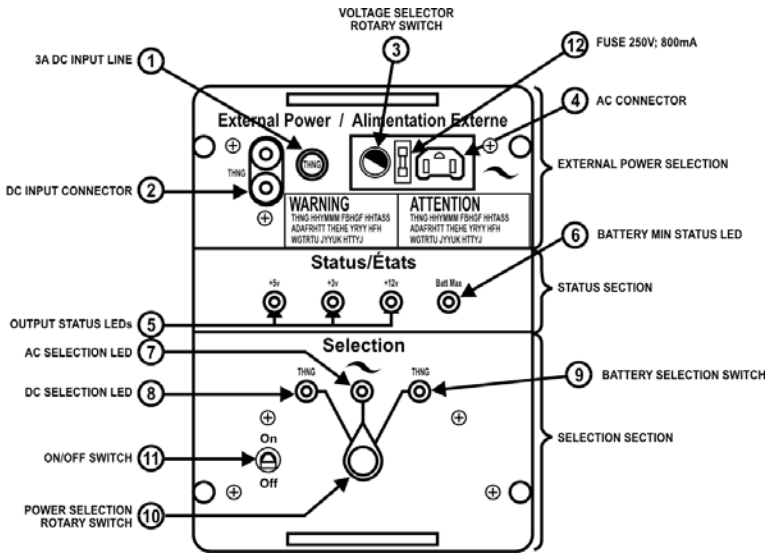 VOLTAGE SELECTOR
ROTARY SWITCH
3
12 FUSE 250V; 800mA
3A DC INPUT LINE 1
4 AC CONNECTOR
External Power / Alimentation Externe
THNG
THNG
EXTERNAL POWER SELECTION
DC INPUT CONNECTOR 2
WARNING
THNG HHYMMM FBHGF HHTASS
ADAFRHTT THEHE YRYY HFH
WGTRTU JYYUK HTTYJ
ATTENTION
THNG HHYMMM FBHGF HHTASS
ADAFRHTT THEHE YRYY HFH
WGTRTU JYYUK HTTYJ
6 BATTERY MIN STATUS LED
Status/États
+5v +3v +12v Batt Max
STATUS SECTION
OUTPUT STATUS LEDs 5
AC SELECTION LED 7
Selection
THNG THNG
DC SELECTION LED 8
9 BATTERY SELECTION SWITCH
On
SELECTION SECTION
ON/OFF SWITCH 11
Off
POWER SELECTION
ROTARY SWITCH
10